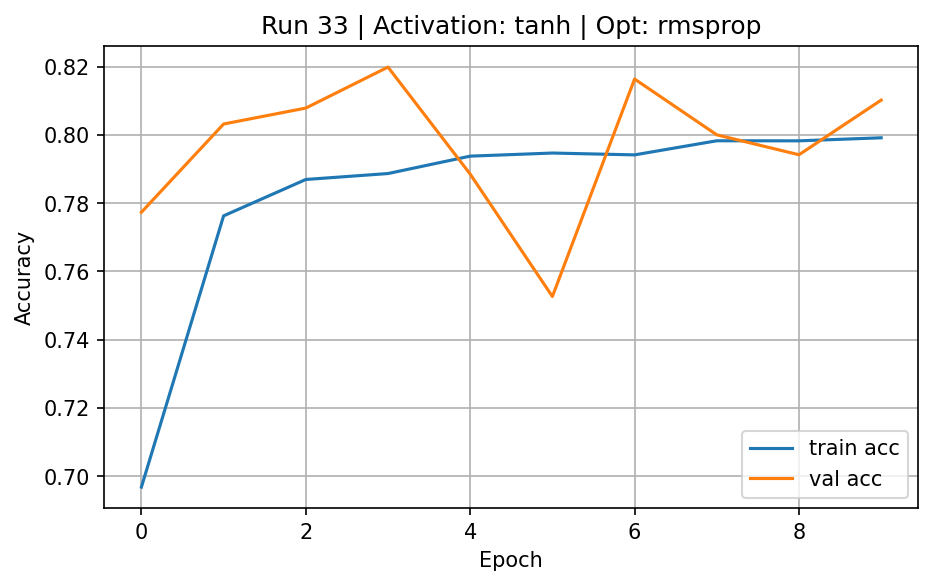 Run 33 | Activation: tanh | Opt: rmsprop
0.82
0.80
0.78
0.76
0.74
0.72
0.70
Accuracy
train acc
val acc
0 2 4 6 8
Epoch